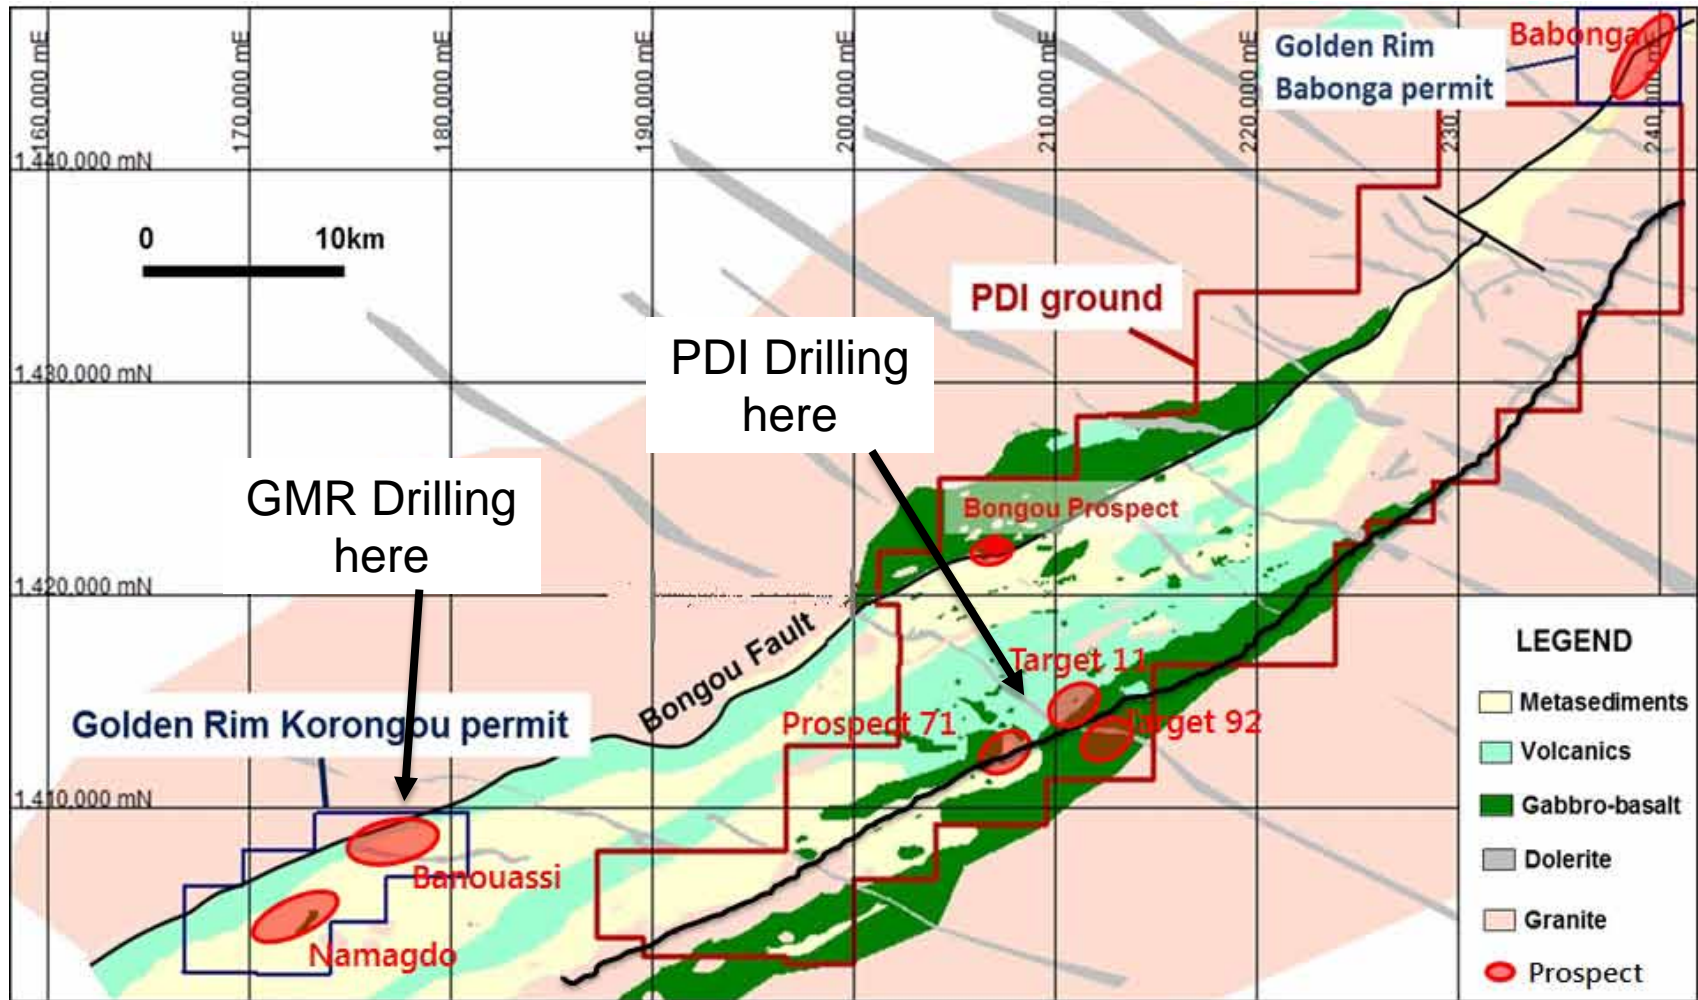 160,000 mE
170,000 mE
180,000 mE
190,000 mE
200,000 mE
210,000 mE
220,000 mE
230,
240,000 mE
Golden Rim
Babonga permit
Babonga
1,440,000 mN
0 10km
PDI ground
PDI Drilling
here
1,430,000 mN
GMR Drilling
here
Bongou Prospect
1,420,000 mN
Bongou Fault
Target 11
Golden Rim Korongou permit
Prospect 71
Target 92
1,410,000 mN
Banouassi
Namagdo
LEGEND
Metasediments
Volcanics
Gabbro-basalt
Dolerite
Granite
Prospect